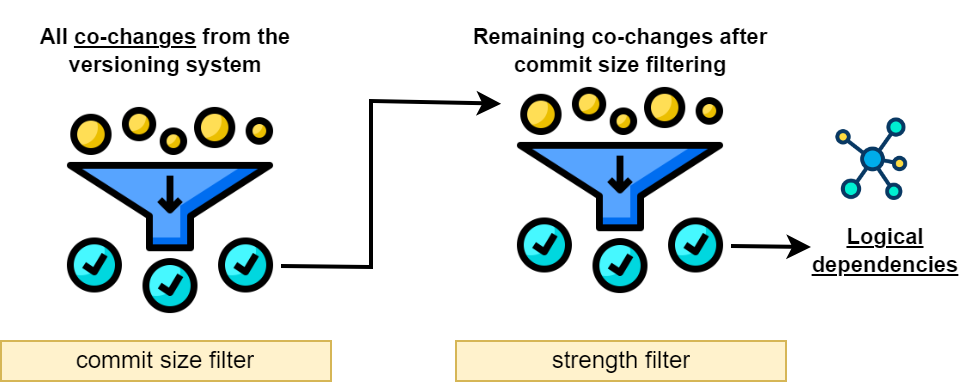 All co-changes from the
versioning system
Remaining co-changes after
commit size filtering
Logical
dependencies
commit size filter
strength filter